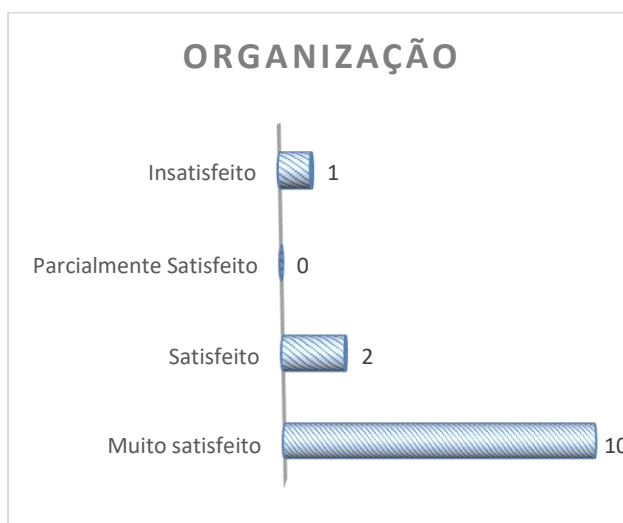 ORGANIZAÇÃO
Insatisfeito 1
Parcialmente Satisfeito 0
Satisfeito 2
Muito satisfeito 10